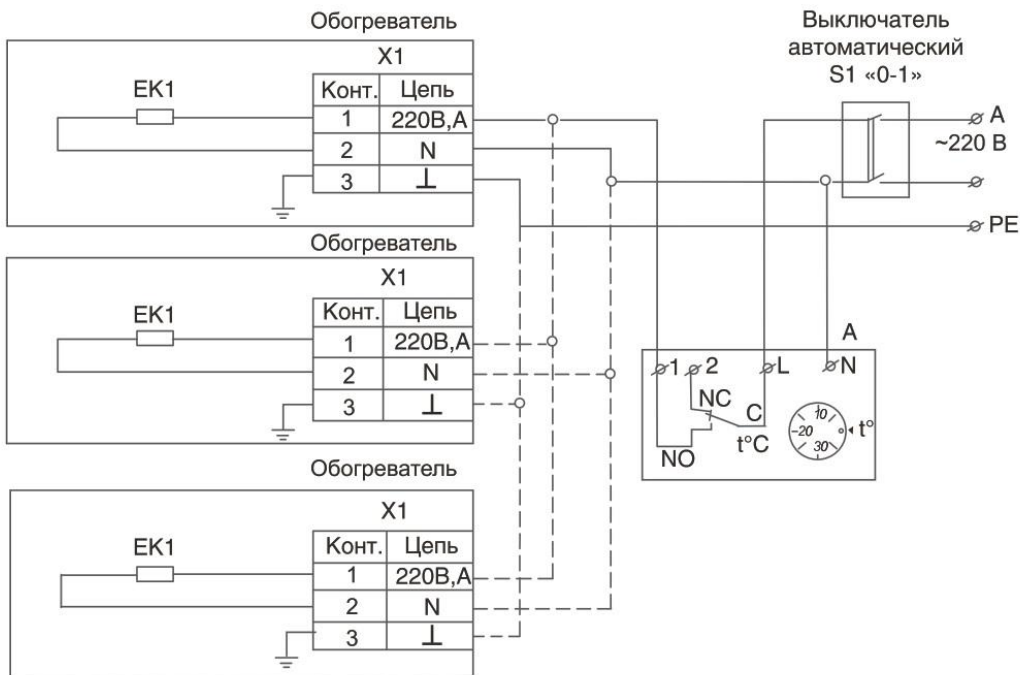 Обогреватель
X1
EK1
Конт. Цепь
1 220В,А
2 N
3 ⊥
Выключатель
автоматический
S1 «0-1»
A
~220 В
PE
Обогреватель
X1
EK1
Конт. Цепь
1 220В,А
2 N
3 ⊥
A
1 2 L N
NC
C
t°C
NO
10
20
30
t°
Обогреватель
X1
EK1
Конт. Цепь
1 220В,А
2 N
3 ⊥